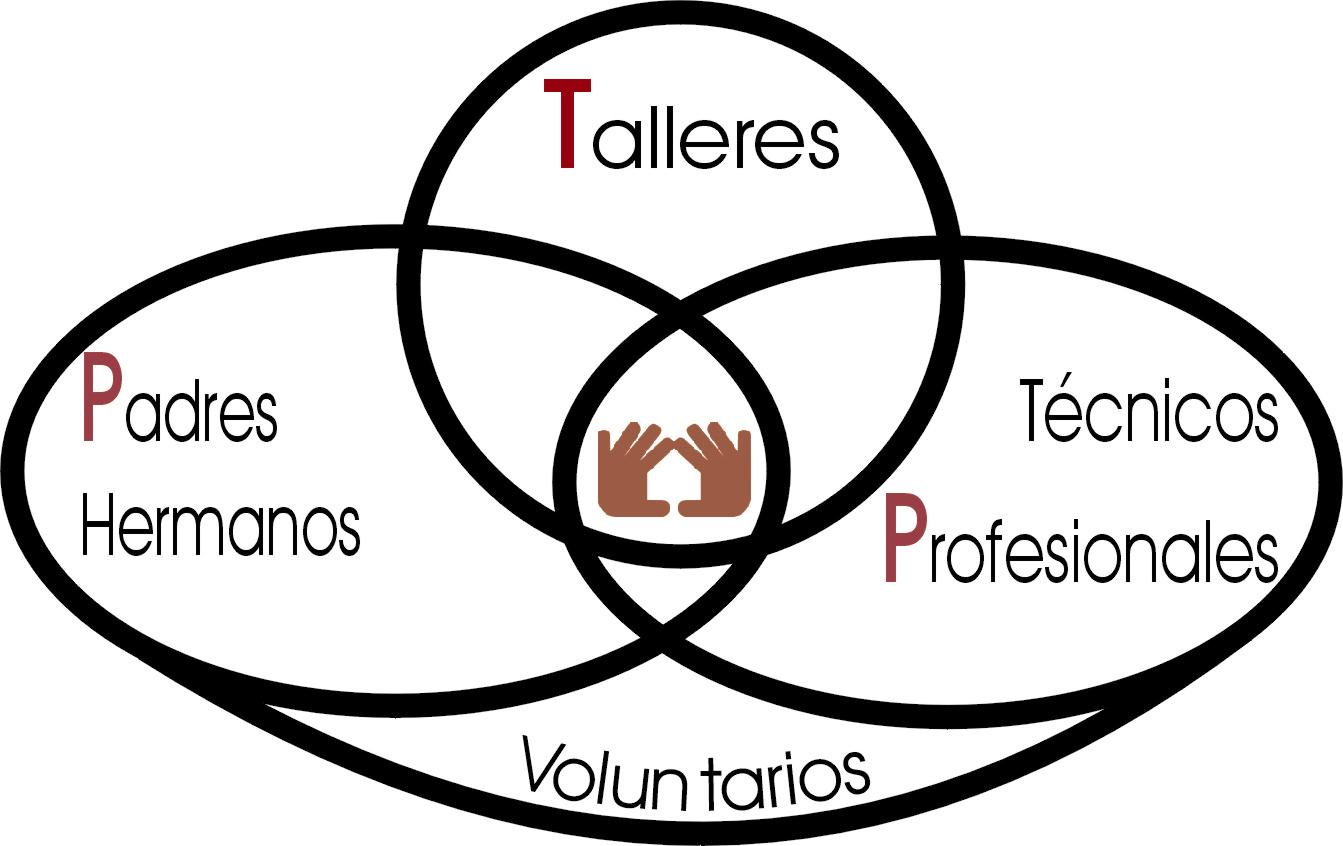 Talleres
Padres
Hermanos
Técnicos
Profesionales
Voluntarios